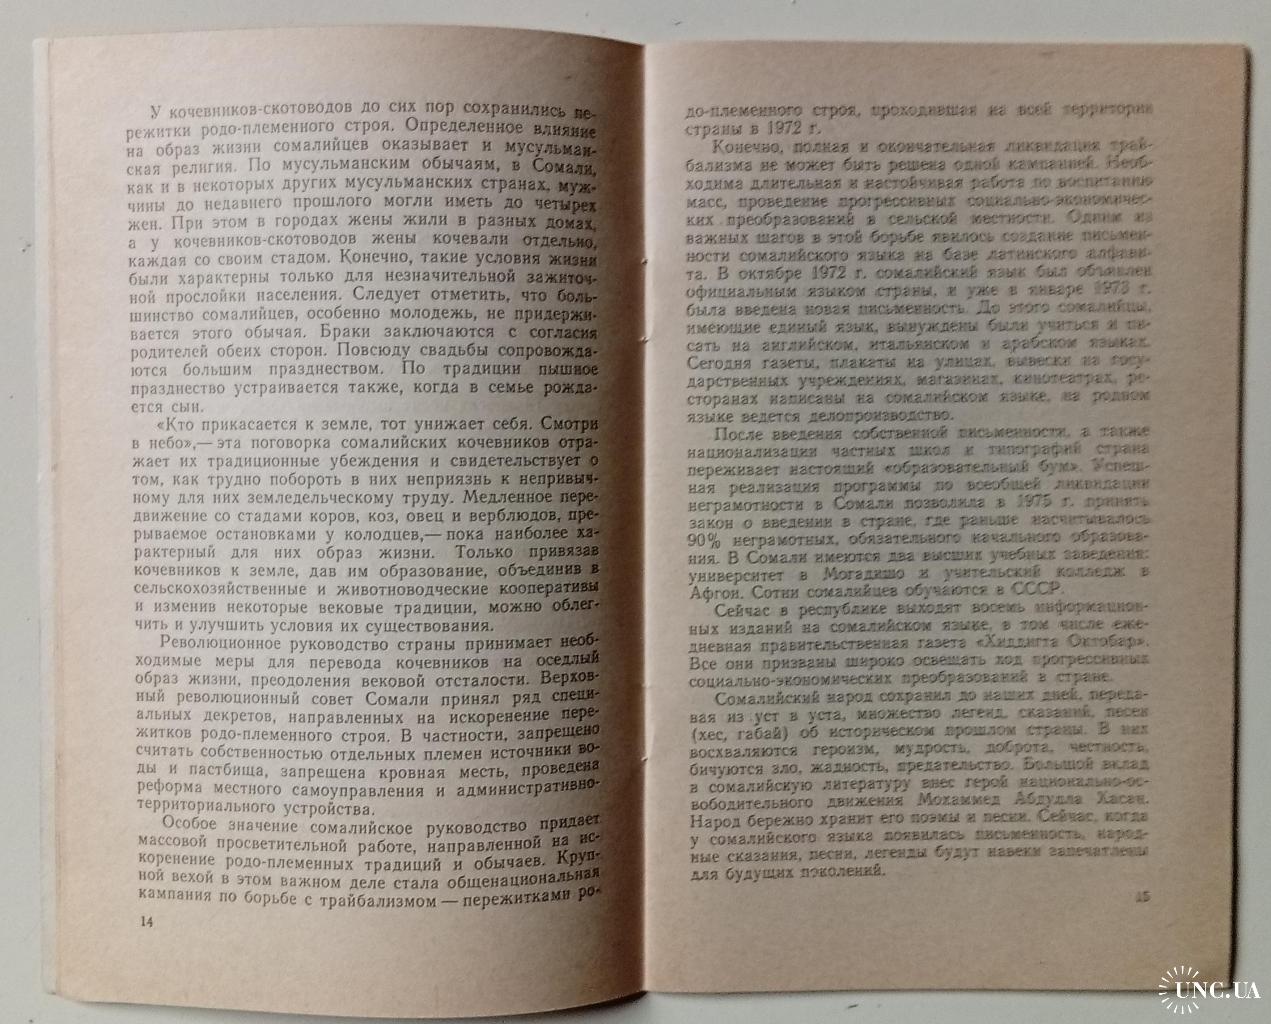 У кочевников-скотоводов до сих пор сохранились пе-
режитки родо-племенного строя. Определенное влияние
на образ жизни сомалийцев оказывает и мусульман-
ская религия. По мусульманским обычаям, в Сомали,
как и в некоторых других мусульманских странах, муж-
чины до недавнего прошлого могли иметь до четырех
жен. При этом в городах жены жили в разных домах,
а у кочевников-скотоводов жены кочевали отдельно,
каждая со своим стадом. Конечно, такие условия жизни
были характерны только для незначительной зажиточ-
ной прослойки населения. Следует отметить, что боль-
шинство сомалийцев, особенно молодежь, не придержи-
вается этого обычая. Браки заключаются с согласия
родителей обеих сторон. Повсюду свадьбы сопровожда-
ются большим празднеством. По традиции пышное
празднество устраивается также, когда в семье рожда-
ется сын.
«Кто прикасается к земле, тот унижает себя. Смотри
в небо»,— эта поговорка сомалийских кочевников отра-
жает их традиционные убеждения и свидетельствует о
том, как трудно побороть в них неприязнь к непривыч-
ному для них земледельческому труду. Медленное пере-
движение со стадами коров, коз, овец и верблюдов, пре-
рываемое остановками у колодцев,— пока наиболее ха-
рактерный для них образ жизни. Только привязав
кочевников к земле, дав им образование, объединив в
сельскохозяйственные и животноводческие кооперативы
и изменив некоторые вековые традиции, можно облег-
чить и улучшить условия их существования.
Революционное руководство страны принимает необ-
ходимые меры для перевода кочевников на оседлый
образ жизни, преодоления вековой отсталости. Верхов-
ный революционный совет Сомали принял ряд специ-
альных декретов, направленных на искоренение пере-
житков родо-племенного строя. В частности, запрещено
считать собственностью отдельных племен источники во-
ды и пастбища, запрещена кровная месть, проведена
реформа местного самоуправления и административно-
территориального устройства.
Особое значение сомалийское руководство придает
массовой просветительной работе, направленной на ис-
коренение родо-племенных традиций и обычаев. Круп-
ной вехой в этом важном деле стала общенациональная
кампания по борьбе с трайбализмом — пережитками ро-
14
до-племенного строя, проходившая на всей территории
страны в 1972 г.
Конечно, полная и окончательная ликвидация трай-
бализма не может быть решена одной кампанией. Необ-
ходима длительная и настойчивая работа по воспитанию
масс, проведение прогрессивных социально-экономичес-
ких преобразований в сельской местности. Одним из
важных шагов в этой борьбе явилось создание письмен-
ности сомалийского языка на базе латинского алфави-
та. В октябре 1972 г. сомалийский язык был объявлен
официальным языком страны, и уже в январе 1973 г.
была введена новая письменность. До этого сомалийцы,
имеющие единый язык, вынуждены были учиться и пи-
сать на английском, итальянском и арабском языках.
Сегодня газеты, плакаты на улицах, вывески на госу-
дарственных учреждениях, магазинах, кинотеатрах, ре-
сторанах написаны на сомалийском языке, на родном
языке ведется делопроизводство.
После введения собственной письменности, а также
национализации частных школ и типографий страна
переживает настоящий «образовательный бум». Успеш-
ная реализация программы по всеобщей ликвидации
неграмотности в Сомали позволила в 1975 г. принять
закон о введении в стране, где раньше насчитывалось
90% неграмотных, обязательного начального образова-
ния. В Сомали имеются два высших учебных заведения:
университет в Могадишо и учительский колледж в
Афгои. Сотни сомалийцев обучаются в СССР.
Сейчас в республике выходят восемь информацион-
ных изданий на сомалийском языке, в том числе еже-
дневная правительственная газета «Хиддигта Октобар».
Все они призваны широко освещать ход прогрессивных
социально-экономических преобразований в стране.
Сомалийский народ сохранил до наших дней, переда-
вая из уст в уста, множество легенд, сказаний, песен
(хес, габай) об историческом прошлом страны. В них
восхваляются героизм, мудрость, доброта, честность,
бичуются зло, жадность, предательство. Большой вклад
в сомалийскую литературу внес герой национально-ос-
вободительного движения Мохаммед Абдулла Хасан.
Народ бережно хранит его поэмы и песни. Сейчас, когда
у сомалийского языка появилась письменность, народ-
ные сказания, песни, легенды будут навеки запечатлены
для будущих поколений.
15
UNC.UA